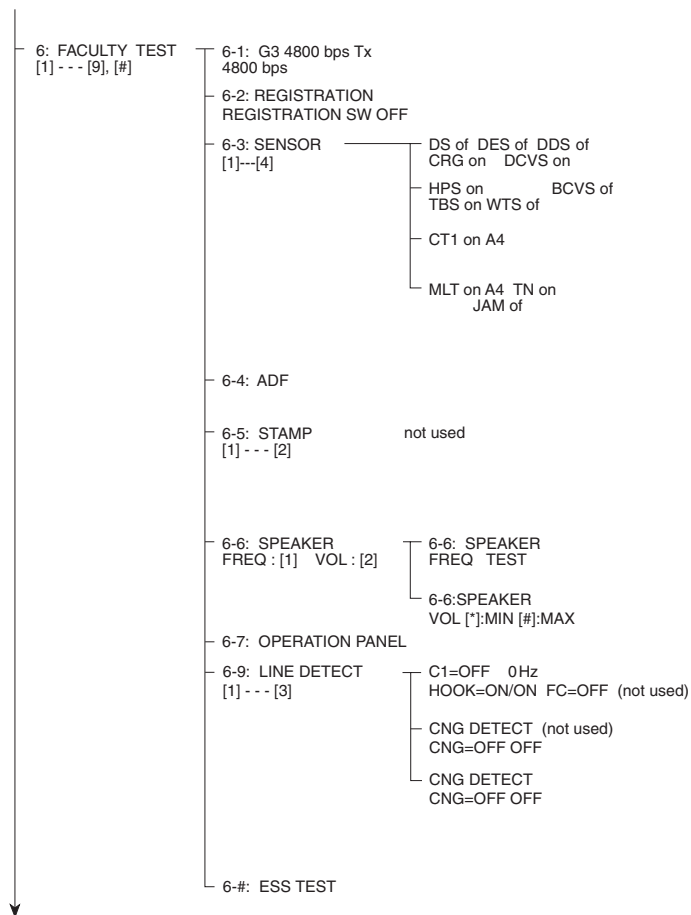 6: FACULTY TEST
[1] - - - [9], [#]
6-1: G3 4800 bps Tx
4800 bps
6-2: REGISTRATION
REGISTRATION SW OFF
6-3: SENSOR
[1]---[4]
DS of DES of DDS of
CRG on DCVS on
HPS on BCVS of
TBS on WTS of
CT1 on A4
MLT on A4 TN on
JAM of
6-4: ADF
6-5: STAMP not used
[1] - - - [2]
6-6: SPEAKER
FREQ : [1] VOL : [2]
6-6: SPEAKER
FREQ TEST
6-6:SPEAKER
VOL [*]:MIN [#]:MAX
6-7: OPERATION PANEL
6-9: LINE DETECT
[1] - - - [3]
C1=OFF 0Hz
HOOK=ON/ON FC=OFF (not used)
CNG DETECT (not used)
CNG=OFF OFF
CNG DETECT
CNG=OFF OFF
6-#: ESS TEST